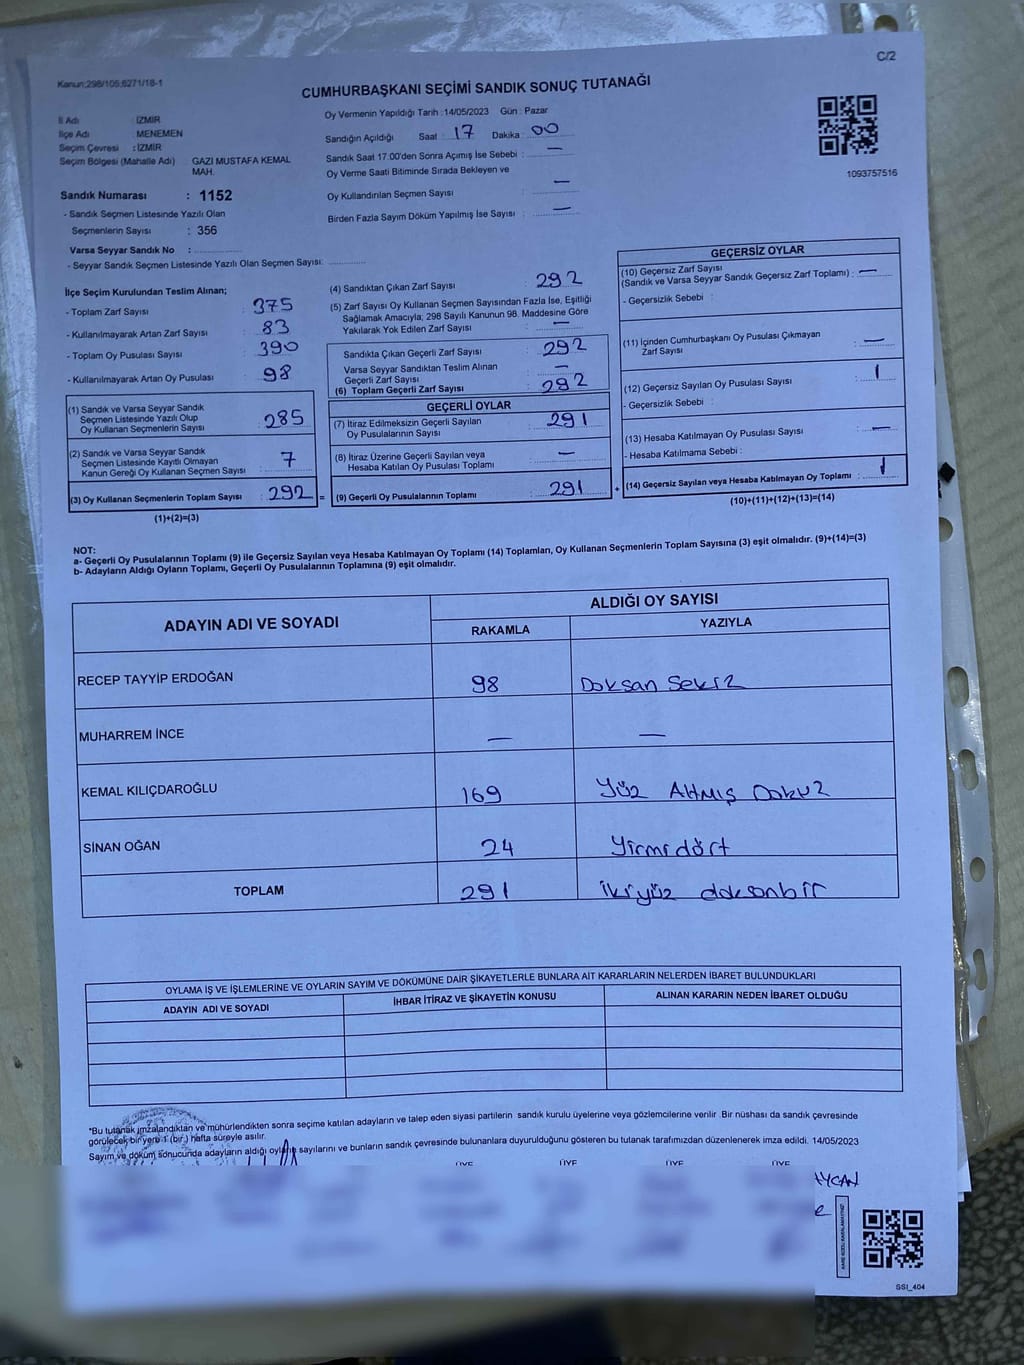 Kanun:298/105;6271/18-1
C/2
CUMHURBAŞKANI SEÇİMİ SANDIK SONUÇ TUTANAĞI
İl Adı : İZMİR
İlçe Adı : MENEMEN
Seçim Çevresi : İZMİR
Seçim Bölgesi (Mahalle Adı) GAZI MUSTAFA KEMAL
MAH.
Sandık Numarası : 1152
- Sandık Seçmen Listesinde Yazılı Olan
Seçmenlerin Sayısı : 356
Varsa Seyyar Sandık No :
- Seyyar Sandık Seçmen Listesinde Yazılı Olan Seçmen Sayısı:
Oy Vermenin Yapıldığı Tarih :14/05/2023 Gün : Pazar
Sandığın Açıldığı Saat : 17 Dakika : 00
Sandık Saat 17.00'den Sonra Açımış İse Sebebi : —
Oy Verme Saati Bitiminde Sırada Bekleyen ve
Oy Kullandırılan Seçmen Sayısı : —
Birden Fazla Sayım Döküm Yapılmış İse Sayısı : —
1093757516
İlçe Seçim Kurulundan Teslim Alınan;
- Toplam Zarf Sayısı : 375
- Kullanılmayarak Artan Zarf Sayısı : 83
- Toplam Oy Pusulası Sayısı : 390
- Kullanılmayarak Artan Oy Pusulası : 98
(1) Sandık ve Varsa Seyyar Sandık
Seçmen Listesinde Yazılı Olup
Oy Kullanan Seçmenlerin Sayısı : 285
(2) Sandık ve Varsa Seyyar Sandık
Seçmen Listesinde Kayıtlı Olmayan
Kanun Gereği Oy Kullanan Seçmen Sayısı : 7
(3) Oy Kullanan Seçmenlerin Toplam Sayısı : 292 =
(1)+(2)=(3)
(4) Sandıktan Çıkan Zarf Sayısı : 292
(5) Zarf Sayısı Oy Kullanan Seçmen Sayısından Fazla İse, Eşitliği
Sağlamak Amacıyla; 298 Sayılı Kanunun 98. Maddesine Göre
Yakılarak Yok Edilen Zarf Sayısı : —
Sandıkta Çıkan Geçerli Zarf Sayısı : 292
Varsa Seyyar Sandıktan Teslim Alınan
Geçerli Zarf Sayısı : —
(6) Toplam Geçerli Zarf Sayısı : 292
GEÇERLİ OYLAR
(7) İtiraz Edilmeksizin Geçerli Sayılan
Oy Pusulalarının Sayısı : 291
(8) İtiraz Üzerine Geçerli Sayılan veya
Hesaba Katılan Oy Pusulası Toplamı : —
(9) Geçerli Oy Pusulalarının Toplamı : 291 +
GEÇERSİZ OYLAR
(10) Geçersiz Zarf Sayısı
(Sandık ve Varsa Seyyar Sandık Geçersiz Zarf Toplamı) : —
- Geçersizlik Sebebi :
(11) İçinden Cumhurbaşkanı Oy Pusulası Çıkmayan
Zarf Sayısı : —
(12) Geçersiz Sayılan Oy Pusulası Sayısı : 1
- Geçersizlik Sebebi :
(13) Hesaba Katılmayan Oy Pusulası Sayısı : —
- Hesaba Katılmama Sebebi :
(14) Geçersiz Sayılan veya Hesaba Katılmayan Oy Toplamı : 1
(10)+(11)+(12)+(13)=(14)
NOT:
a- Geçerli Oy Pusulalarının Toplamı (9) ile Geçersiz Sayılan veya Hesaba Katılmayan Oy Toplamı (14) Toplamları, Oy Kullanan Seçmenlerin Toplam Sayısına (3) eşit olmalıdır. (9)+(14)=(3)
b- Adayların Aldığı Oyların Toplamı, Geçerli Oy Pusulalarının Toplamına (9) eşit olmalıdır.
ADAYIN ADI VE SOYADI
ALDIĞI OY SAYISI
RAKAMLA YAZIYLA
RECEP TAYYİP ERDOĞAN 98 Doksan Sekiz
MUHARREM İNCE — —
KEMAL KILIÇDAROĞLU 169 Yüz Altmış Dokuz
SİNAN OĞAN 24 Yirmidört
TOPLAM 291 ikiyüz doksanbir
OYLAMA İŞ VE İŞLEMLERİNE VE OYLARIN SAYIM VE DÖKÜMÜNE DAİR ŞİKAYETLERLE BUNLARA AİT KARARLARIN NELERDEN İBARET BULUNDUKLARI
ADAYIN ADI VE SOYADI İHBAR İTİRAZ VE ŞİKAYETİN KONUSU ALINAN KARARIN NEDEN İBARET OLDUĞU
*Bu tutanak imzalandıktan ve mühürlendikten sonra seçime katılan adayların ve talep eden siyasi partilerin sandık kurulu üyelerine veya gözlemcilerine verilir .Bir nüshası da sandık çevresinde
görülecek bir yere 1 (bir ) hafta süreyle asılır.
Sayım ve döküm sonucunda adayların aldığı oyların sayılarını ve bunların sandık çevresinde bulunanlara duyurulduğunu gösteren bu tutanak tarafımızdan düzenlenerek imza edildi. 14/05/2023
ÜYE ÜYE ÜYE ÜYE
AYCAN
SSI_404